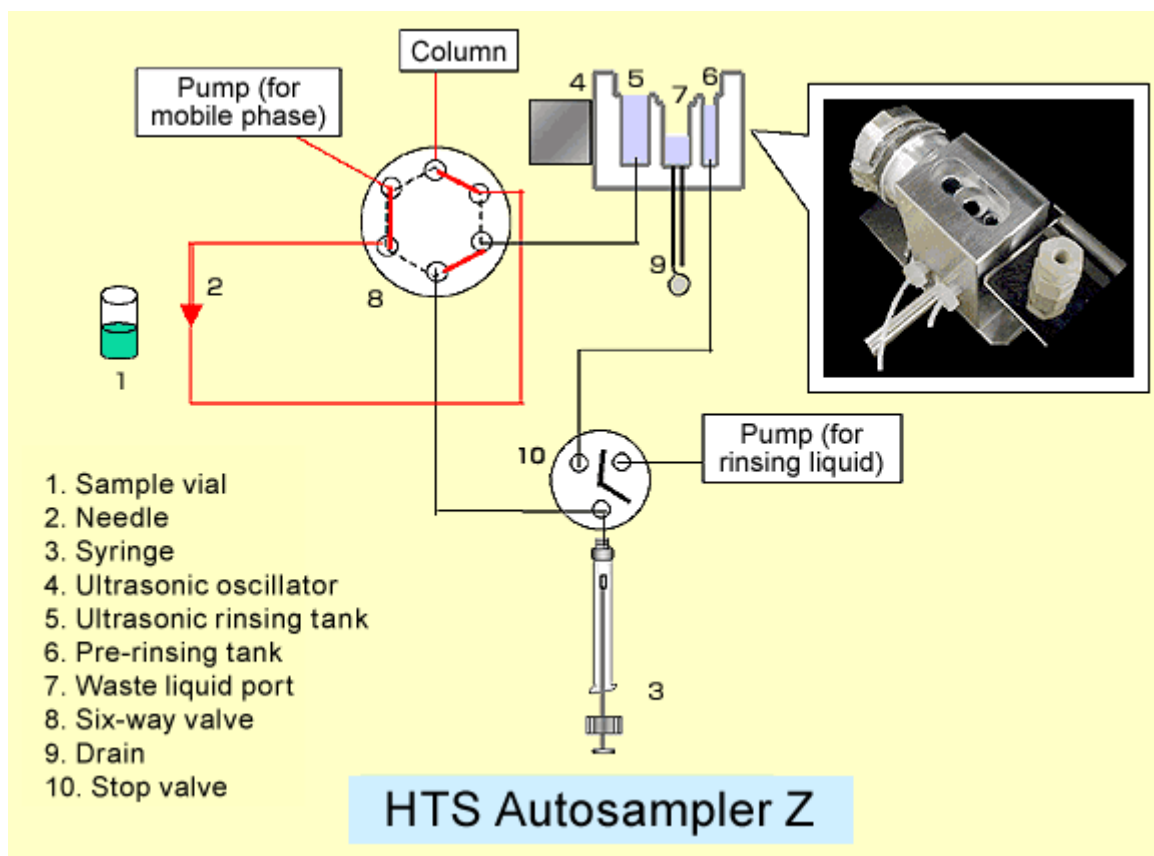 Column
Pump (for
mobile phase)
4
5
7
6
2
8
9
1
10
Pump (for
rinsing liquid)
3
1. Sample vial
2. Needle
3. Syringe
4. Ultrasonic oscillator
5. Ultrasonic rinsing tank
6. Pre-rinsing tank
7. Waste liquid port
8. Six-way valve
9. Drain
10. Stop valve
HTS Autosampler Z